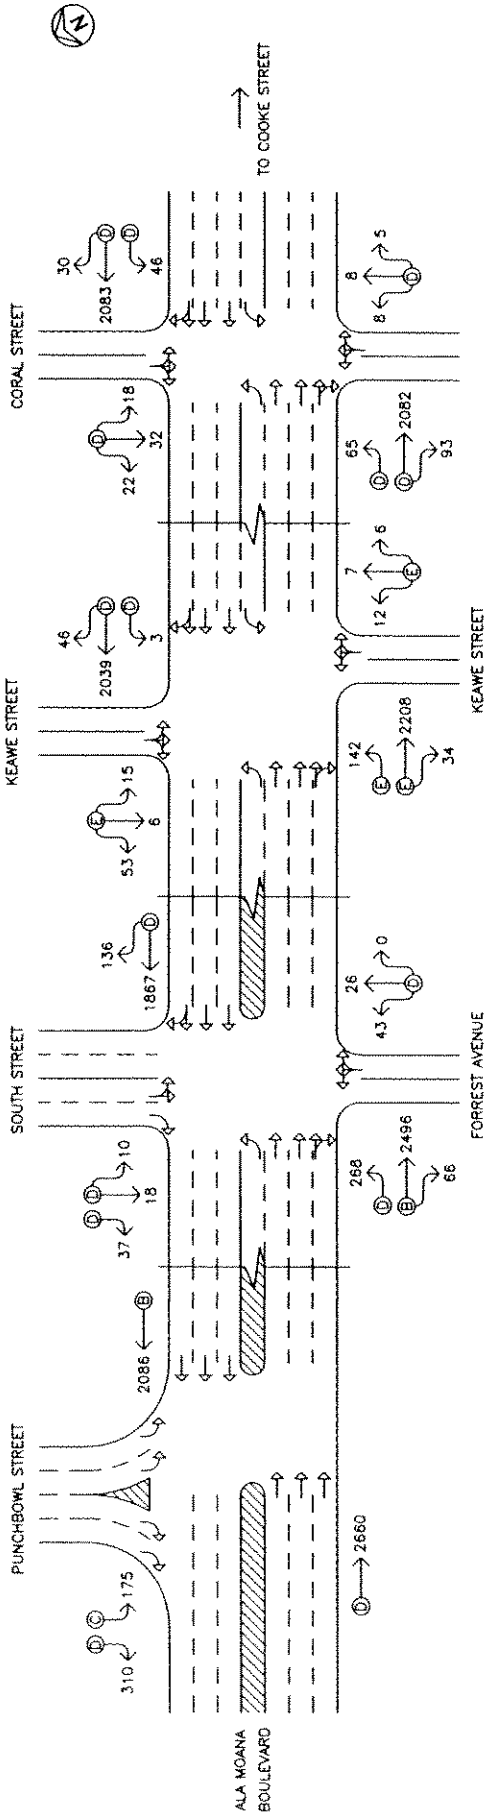 N
PUNCHBOWL STREET
SOUTH STREET
KEAWE STREET
CORAL STREET
310 D C 175
2086 B
37 D D 10
18
136
1867 D
53 E 15
6
46
2039 D
D
3
22 D 18
32
30
2083 D
D
46
ALA MOANA
BOULEVARD
TO COOKE STREET
D 2660
268
D
B 2496
66
26
43 D 0
142
E
E 2208
34
7
12 E 6
65
D
D 2082
93
8
8 D 5
FORREST AVENUE
KEAWE STREET